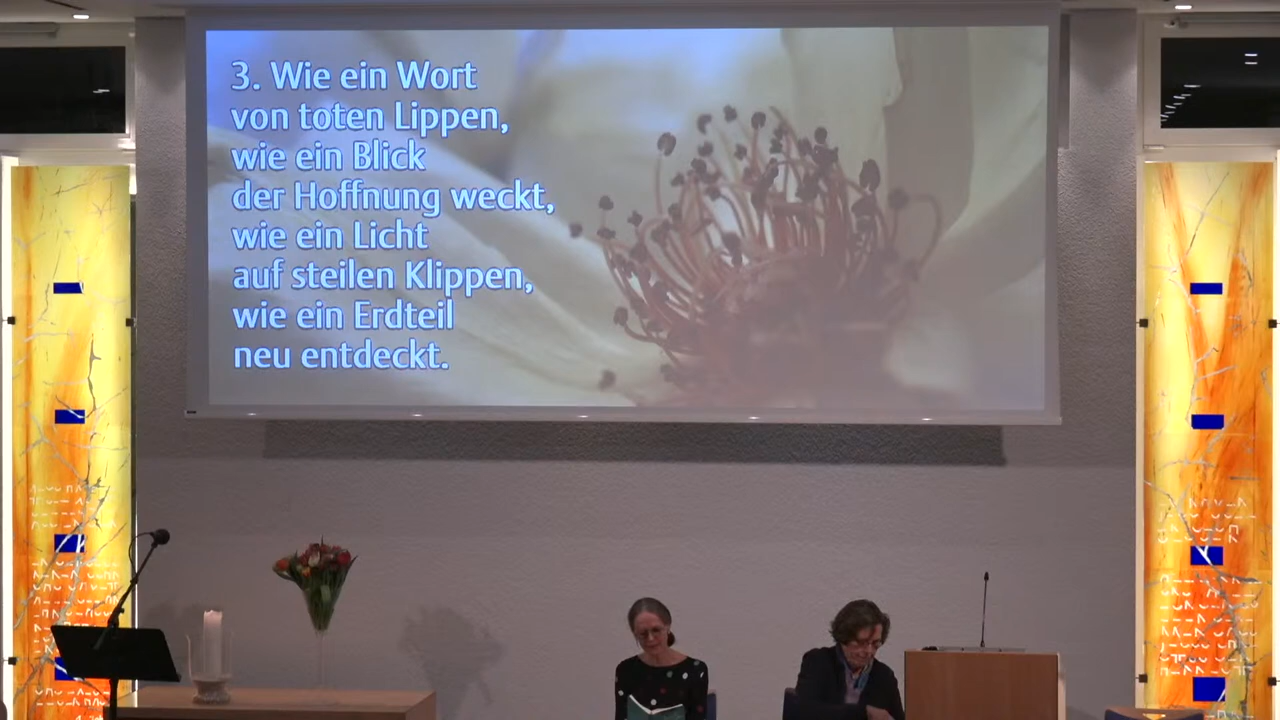 3. Wie ein Wort
von toten Lippen,
wie ein Blick
der Hoffnung weckt,
wie ein Licht
auf steilen Klippen,
wie ein Erdteil
neu entdeckt.